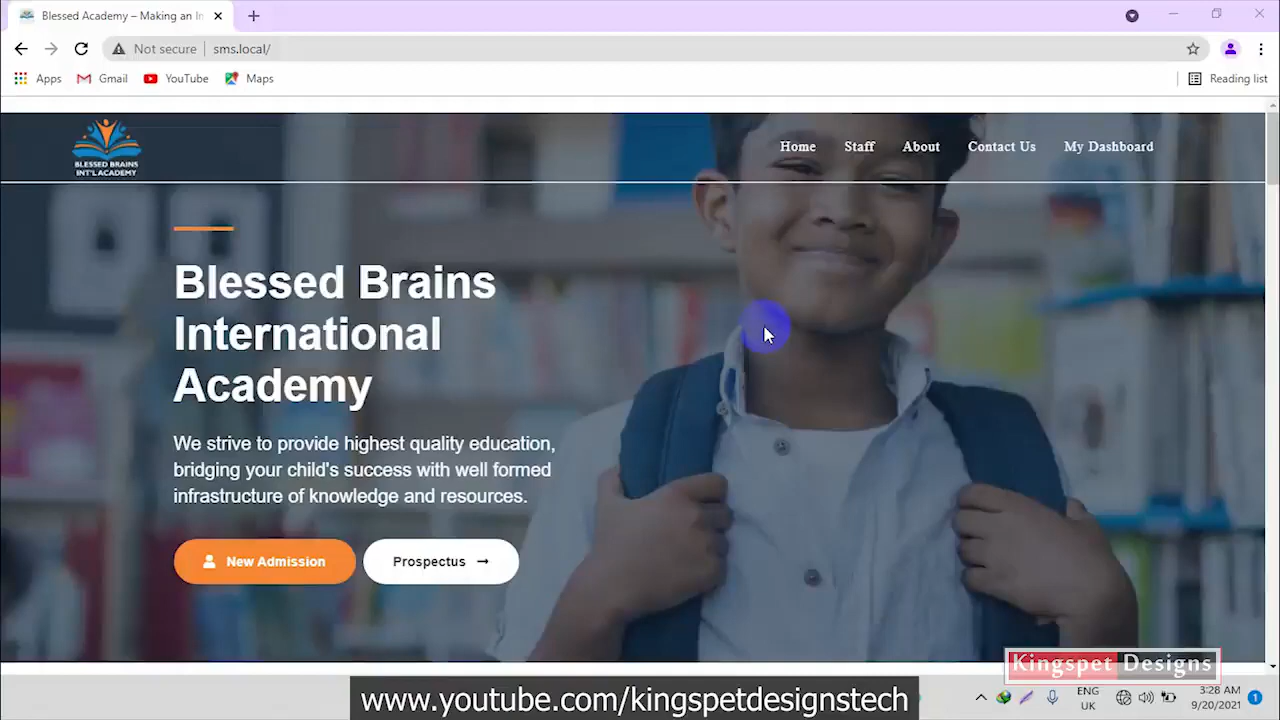 Blessed Academy – Making an In
Not secure
sms.local/
Apps
Gmail
YouTube
Maps
Reading list
BLESSED BRAINS
INT'L ACADEMY
Home
Staff
About
Contact Us
My Dashboard
Blessed Brains
International
Academy
We strive to provide highest quality education,
bridging your child's success with well formed
infrastructure of knowledge and resources.
New Admission
Prospectus
Kingspet Designs
www.youtube.com/kingspetdesignstech
ENG
UK
3:28 AM
9/20/2021
1